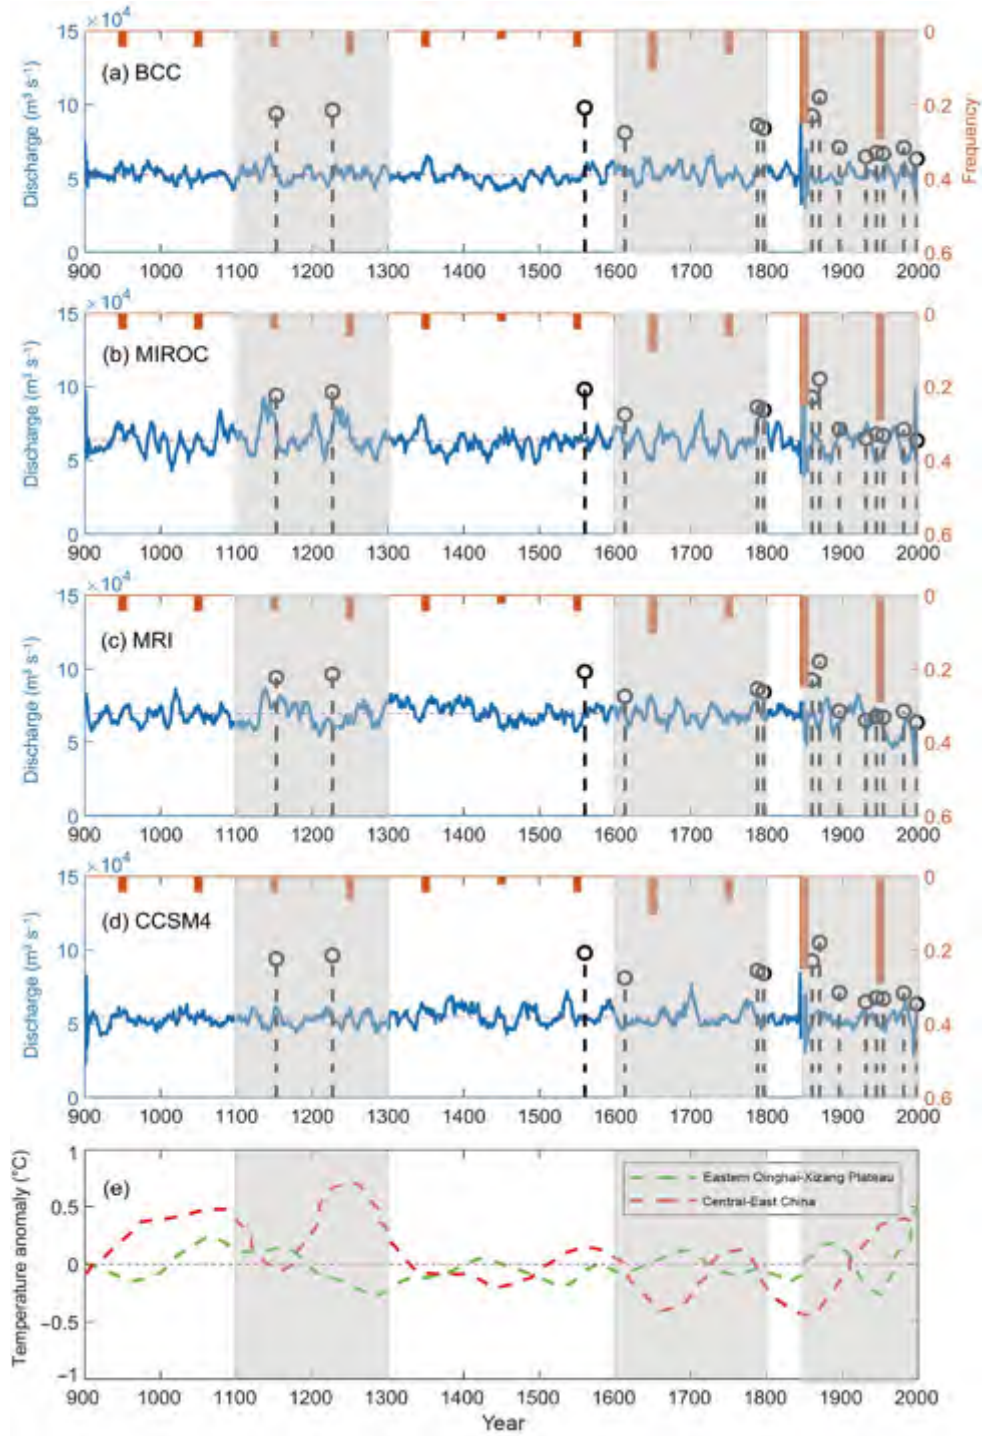 ×10⁴
15 0
(a) BCC
10 0.2
5 0.4
0 0.6
Discharge (m³ s⁻¹)
Frequency
900 1000 1100 1200 1300 1400 1500 1600 1700 1800 1900 2000
×10⁴
15 0
(b) MIROC
10 0.2
5 0.4
0 0.6
Discharge (m³ s⁻¹)
900 1000 1100 1200 1300 1400 1500 1600 1700 1800 1900 2000
×10⁴
15 0
(c) MRI
10 0.2
5 0.4
0 0.6
Discharge (m³ s⁻¹)
900 1000 1100 1200 1300 1400 1500 1600 1700 1800 1900 2000
×10⁴
15 0
(d) CCSM4
10 0.2
5 0.4
0 0.6
Discharge (m³ s⁻¹)
900 1000 1100 1200 1300 1400 1500 1600 1700 1800 1900 2000
1
(e)
Eastern Qinghai-Xizang Plateau
Central-East China
0.5
0
−0.5
−1
Temperature anomaly (°C)
900 1000 1100 1200 1300 1400 1500 1600 1700 1800 1900 2000
Year